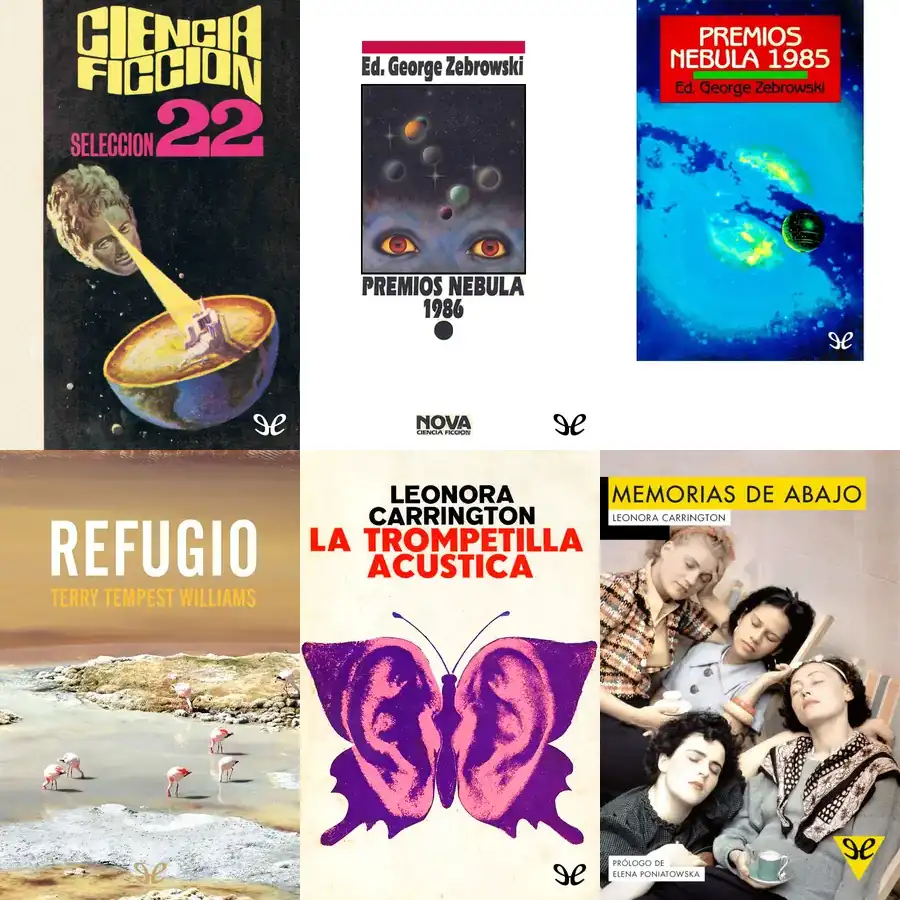 CIENCIA
FICCION
SELECCION 22
Ed. George Zebrowski
PREMIOS NEBULA
1986
NOVA
CIENCIA FICCIÓN
PREMIOS
NEBULA 1985
Ed. George Zebrowski
REFUGIO
TERRY TEMPEST WILLIAMS
LEONORA
CARRINGTON
LA TROMPETILLA
ACUSTICA
MEMORIAS DE ABAJO
LEONORA CARRINGTON
PRÓLOGO DE
ELENA PONIATOWSKA